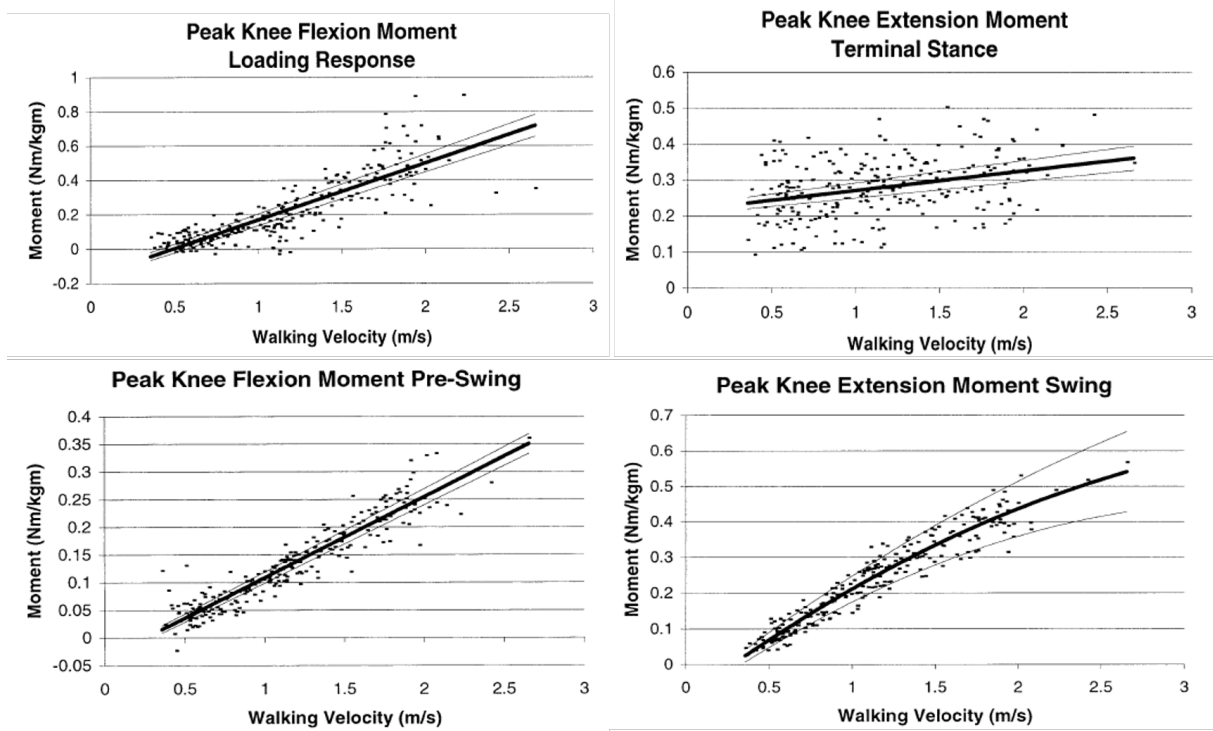 Peak Knee Flexion Moment
Loading Response
1
0.8
0.6
0.4
0.2
0
-0.2
Moment (Nm/kgm)
0 0.5 1 1.5 2 2.5 3
Walking Velocity (m/s)
Peak Knee Extension Moment
Terminal Stance
0.6
0.5
0.4
0.3
0.2
0.1
0
Moment (Nm/kgm)
0 0.5 1 1.5 2 2.5 3
Walking Velocity (m/s)
Peak Knee Flexion Moment Pre-Swing
0.4
0.35
0.3
0.25
0.2
0.15
0.1
0.05
0
-0.05
Moment (Nm/kgm)
0 0.5 1 1.5 2 2.5 3
Walking Velocity (m/s)
Peak Knee Extension Moment Swing
0.7
0.6
0.5
0.4
0.3
0.2
0.1
0
Moment (Nm/kgm)
0 0.5 1 1.5 2 2.5 3
Walking Velocity (m/s)